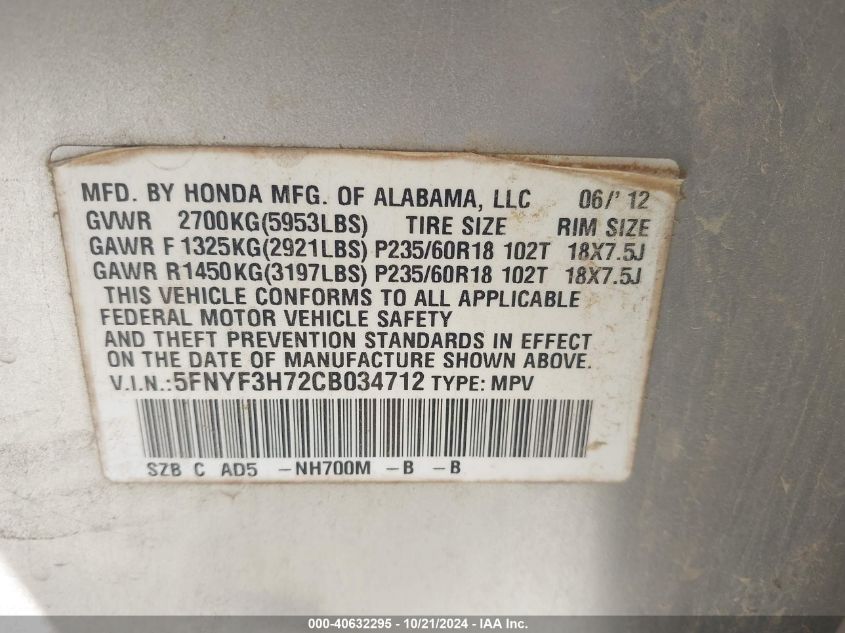 MFD. BY HONDA MFG. OF ALABAMA, LLC 06/' 12
GVWR 2700KG(5953LBS) TIRE SIZE RIM SIZE
GAWR F 1325KG(2921LBS) P235/60R18 102T 18X7.5J
GAWR R1450KG(3197LBS) P235/60R18 102T 18X7.5J
THIS VEHICLE CONFORMS TO ALL APPLICABLE
FEDERAL MOTOR VEHICLE SAFETY
AND THEFT PREVENTION STANDARDS IN EFFECT
ON THE DATE OF MANUFACTURE SHOWN ABOVE.
V.I.N.:5FNYF3H72CB034712 TYPE: MPV
SZB C AD5 -NH700M -B -B
000-40632295 - 10/21/2024 - IAA Inc.